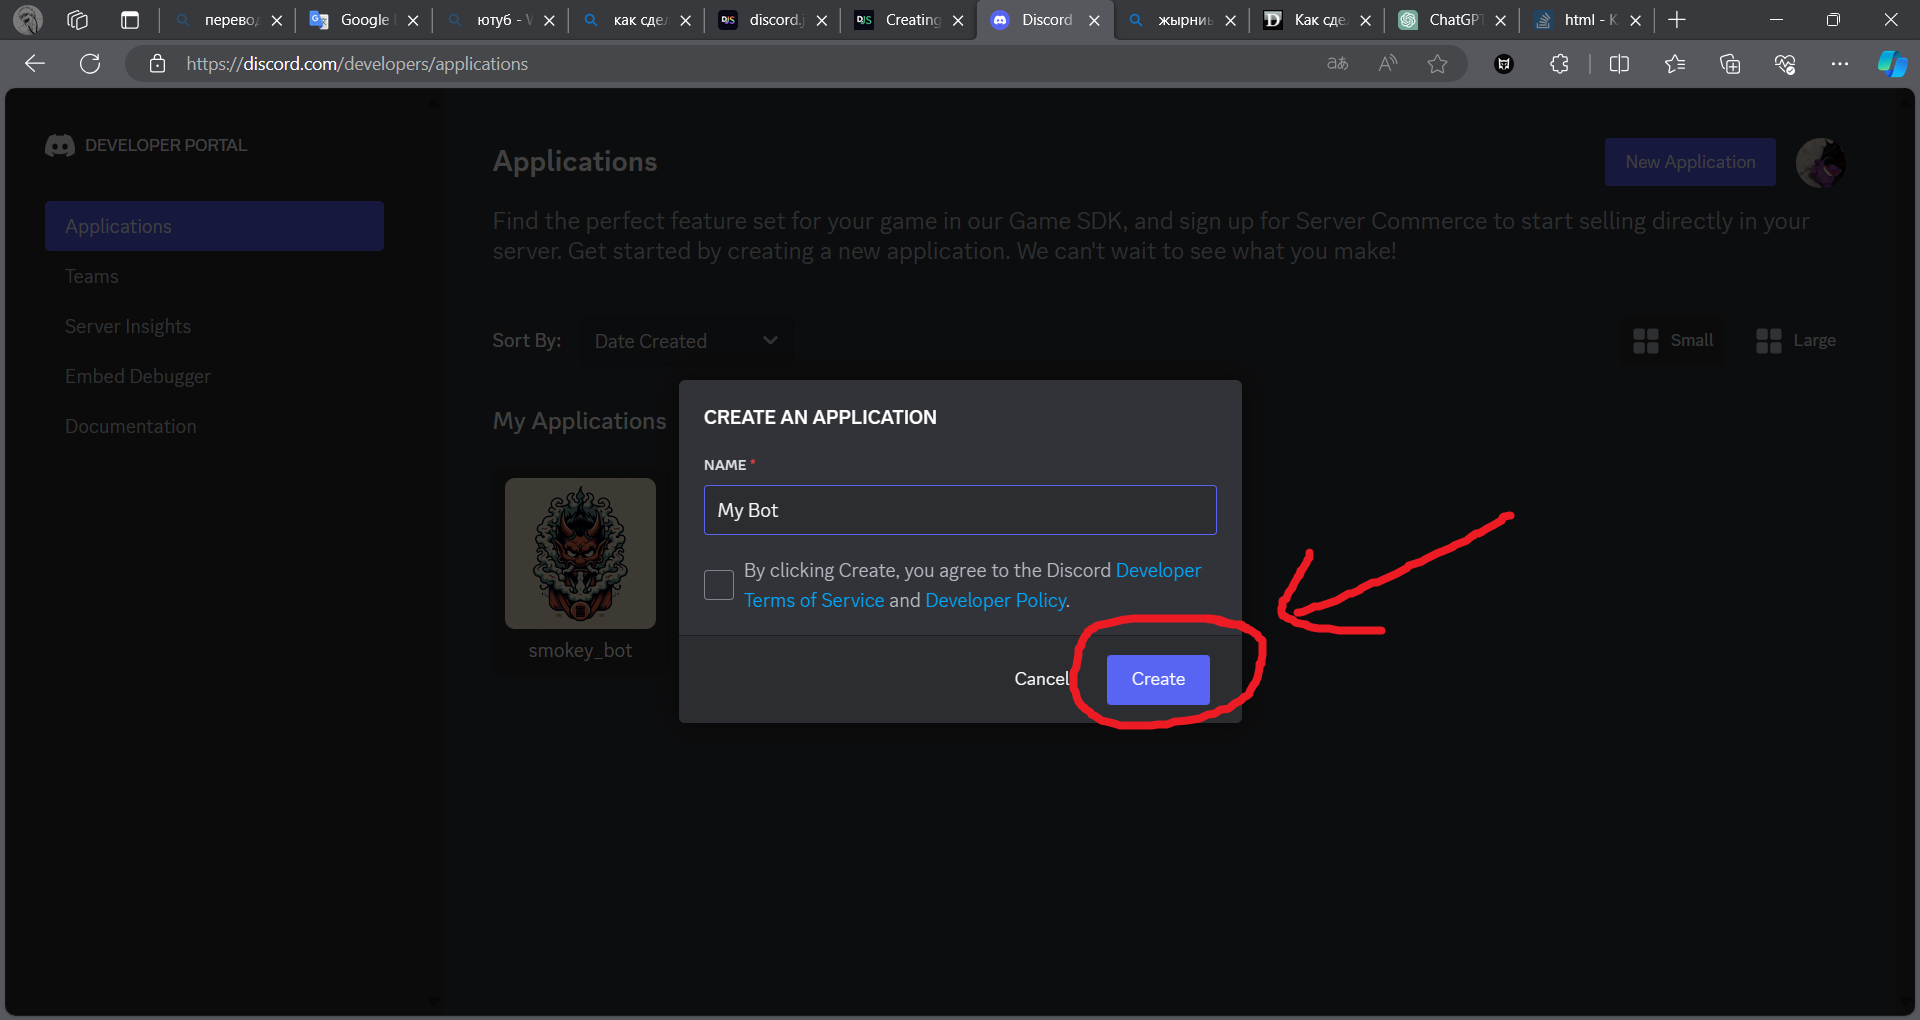 перево
Google
ютуб -
как сде
discord.j
Creating
Discord
жырни
Как сде
ChatGP
html - К
https://discord.com/developers/applications
DEVELOPER PORTAL
Applications
Teams
Server Insights
Embed Debugger
Documentation
Applications
New Application
Find the perfect feature set for your game in our Game SDK, and sign up for Server Commerce to start selling directly in your
server. Get started by creating a new application. We can't wait to see what you make!
Sort By:
Date Created
Small
Large
My Applications
smokey_bot
CREATE AN APPLICATION
NAME *
My Bot
By clicking Create, you agree to the Discord Developer
Terms of Service and Developer Policy.
Cancel
Create